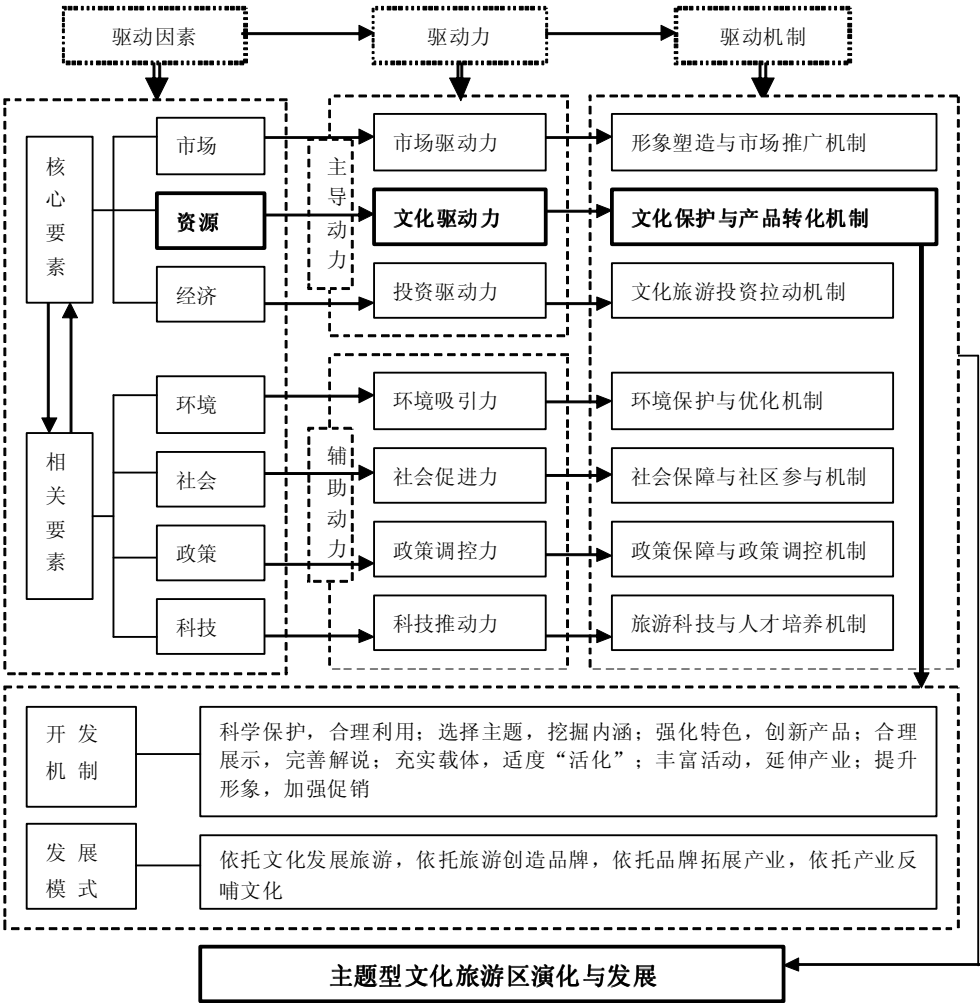 驱动因素
驱动力
驱动机制
核心要素
市场
资源
经济
主导动力
市场驱动力
文化驱动力
投资驱动力
形象塑造与市场推广机制
文化保护与产品转化机制
文化旅游投资拉动机制
相关要素
环境
社会
政策
科技
辅助动力
环境吸引力
社会促进力
政策调控力
科技推动力
环境保护与优化机制
社会保障与社区参与机制
政策保障与政策调控机制
旅游科技与人才培养机制
开 发
机 制
科学保护，合理利用；选择主题，挖掘内涵；强化特色，创新产品；合理
展示，完善解说；充实载体，适度“活化”；丰富活动，延伸产业；提升
形象，加强促销
发 展
模 式
依托文化发展旅游，依托旅游创造品牌，依托品牌拓展产业，依托产业反
哺文化
主题型文化旅游区演化与发展